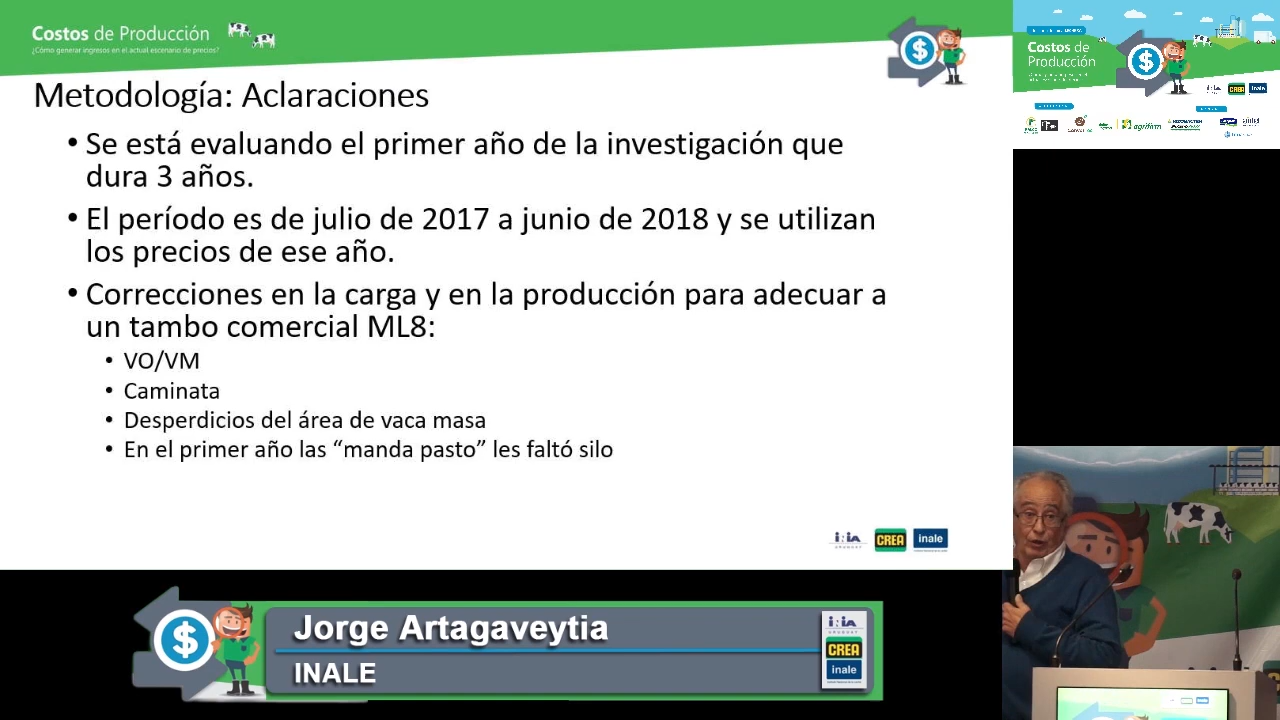 Costos de Producción
¿Cómo generar ingresos en el actual escenario de precios?
Metodología: Aclaraciones
• Se está evaluando el primer año de la investigación que
dura 3 años.
• El período es de julio de 2017 a junio de 2018 y se utilizan
los precios de ese año.
• Correcciones en la carga y en la producción para adecuar a
un tambo comercial ML8:
• VO/VM
• Caminata
• Desperdicios del área de vaca masa
• En el primer año las “manda pasto” les faltó silo
CREA
inale
Jorge Artagaveytia
INALE
INIA
URUGUAY
CREA
inale
Costos de
Producción
CREA
inale
agrifirm